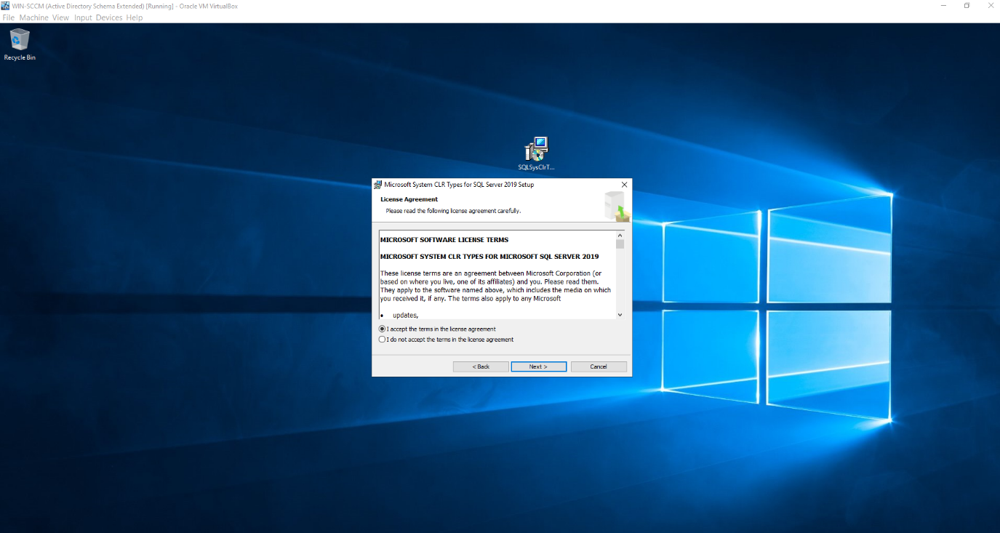 WIN-SCCM (Active Directory Schema Extended) [Running] - Oracle VM VirtualBox
File Machine View Input Devices Help
Recycle Bin
SQLSysClrT...
Microsoft System CLR Types for SQL Server 2019 Setup
License Agreement
Please read the following license agreement carefully.
MICROSOFT SOFTWARE LICENSE TERMS
MICROSOFT SYSTEM CLR TYPES FOR MICROSOFT SQL SERVER 2019
These license terms are an agreement between Microsoft Corporation (or
based on where you live, one of its affiliates) and you. Please read them.
They apply to the software named above, which includes the media on which
you received it, if any. The terms also apply to any Microsoft
• updates,
I accept the terms in the license agreement
I do not accept the terms in the license agreement
< Back Next > Cancel